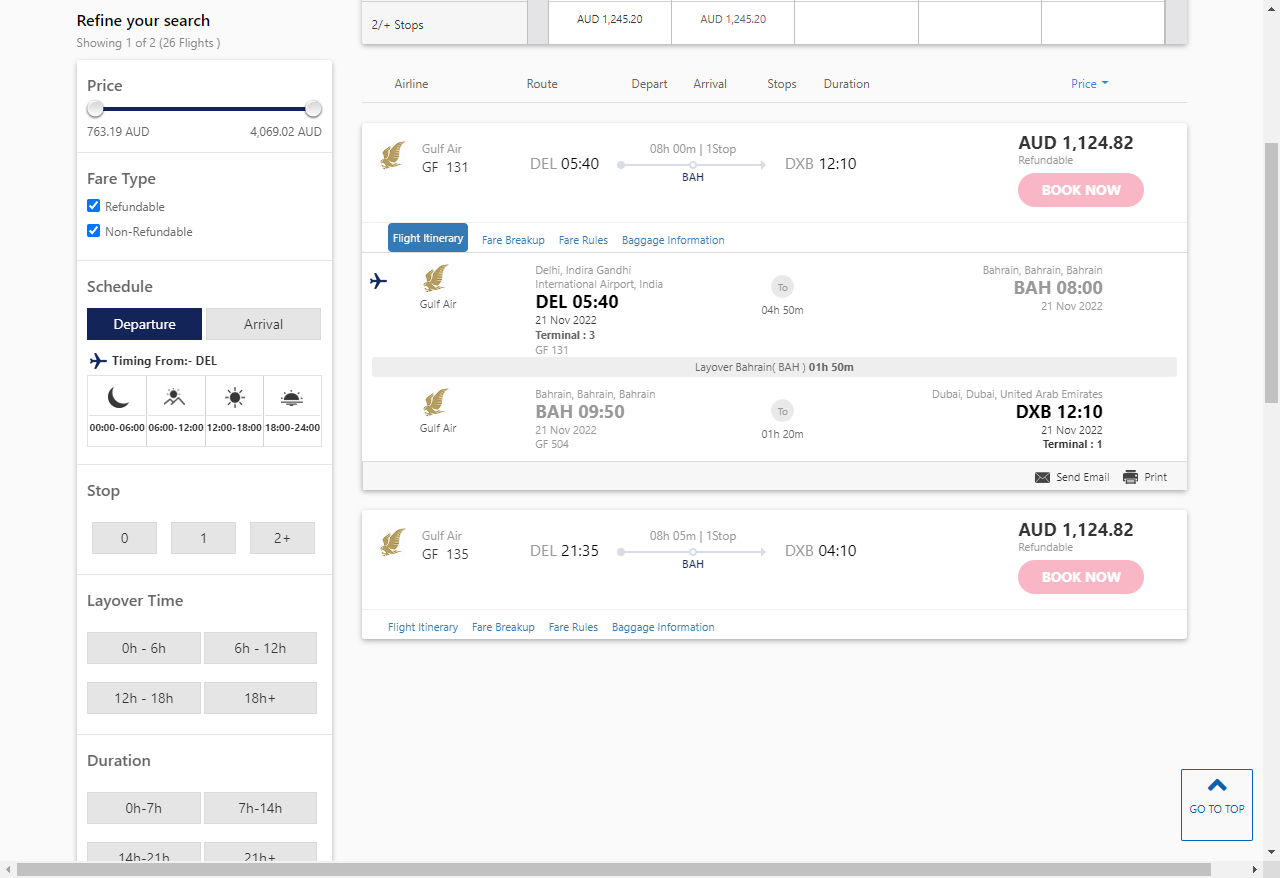 Refine your search
Showing 1 of 2 (26 Flights )
Price
763.19 AUD 4,069.02 AUD
Fare Type
Refundable
Non-Refundable
Schedule
Departure Arrival
Timing From:- DEL
00:00-06:00 06:00-12:00 12:00-18:00 18:00-24:00
Stop
0 1 2+
Layover Time
0h - 6h 6h - 12h
12h - 18h 18h+
Duration
0h-7h 7h-14h
14h-21h 21h+
2/+ Stops AUD 1,245.20 AUD 1,245.20
Airline Route Depart Arrival Stops Duration Price
Gulf Air
GF 131
DEL 05:40
08h 00m | 1Stop
BAH
DXB 12:10
AUD 1,124.82
Refundable
BOOK NOW
Flight Itinerary Fare Breakup Fare Rules Baggage Information
Gulf Air
Delhi, Indira Gandhi
International Airport, India
DEL 05:40
21 Nov 2022
Terminal : 3
GF 131
To
04h 50m
Bahrain, Bahrain, Bahrain
BAH 08:00
21 Nov 2022
Layover Bahrain( BAH ) 01h 50m
Gulf Air
Bahrain, Bahrain, Bahrain
BAH 09:50
21 Nov 2022
GF 504
To
01h 20m
Dubai, Dubai, United Arab Emirates
DXB 12:10
21 Nov 2022
Terminal : 1
Send Email Print
Gulf Air
GF 135
DEL 21:35
08h 05m | 1Stop
BAH
DXB 04:10
AUD 1,124.82
Refundable
BOOK NOW
Flight Itinerary Fare Breakup Fare Rules Baggage Information
GO TO TOP